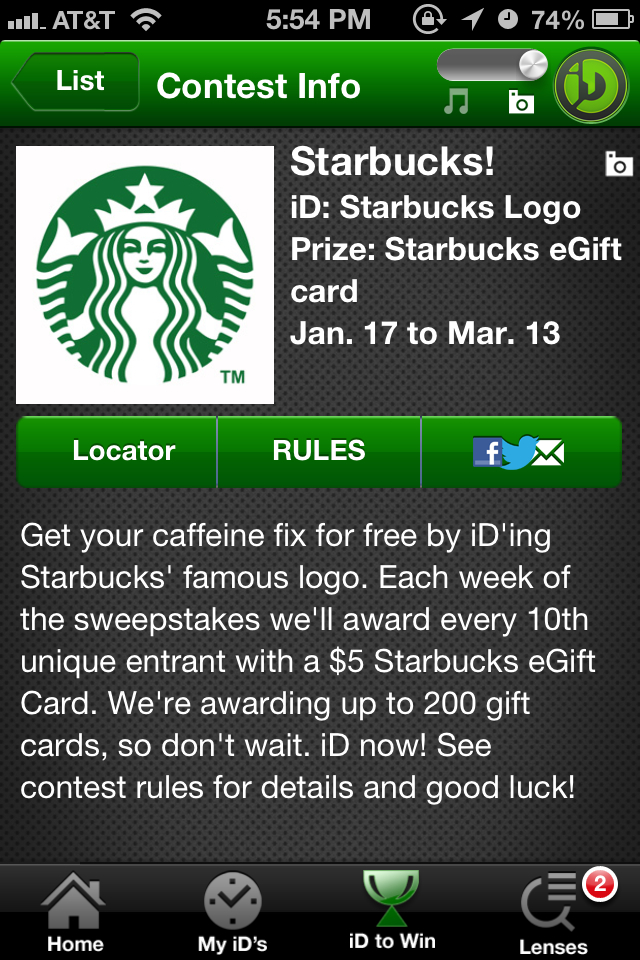 AT&T 5:54 PM 74%
List Contest Info iD
Starbucks!
iD: Starbucks Logo
Prize: Starbucks eGift
card
Jan. 17 to Mar. 13
TM
Locator RULES f
Get your caffeine fix for free by iD'ing
Starbucks' famous logo. Each week of
the sweepstakes we'll award every 10th
unique entrant with a $5 Starbucks eGift
Card. We're awarding up to 200 gift
cards, so don't wait. iD now! See
contest rules for details and good luck!
2
Home My iD's iD to Win Lenses